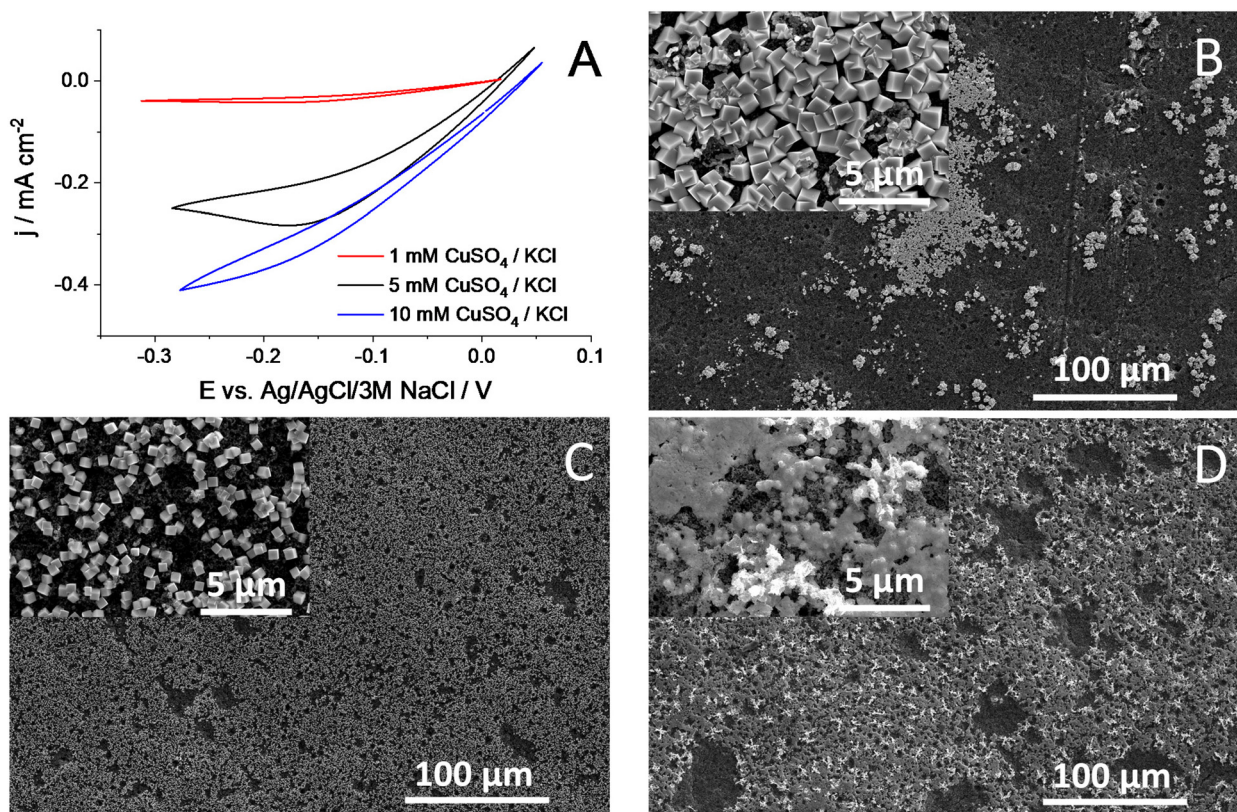 A
0.0
-0.2
-0.4
j / mA cm⁻²
1 mM CuSO₄ / KCl
5 mM CuSO₄ / KCl
10 mM CuSO₄ / KCl
-0.3 -0.2 -0.1 0.0 0.1
E vs. Ag/AgCl/3M NaCl / V
B
5 µm
100 µm
C
5 µm
100 µm
D
5 µm
100 µm